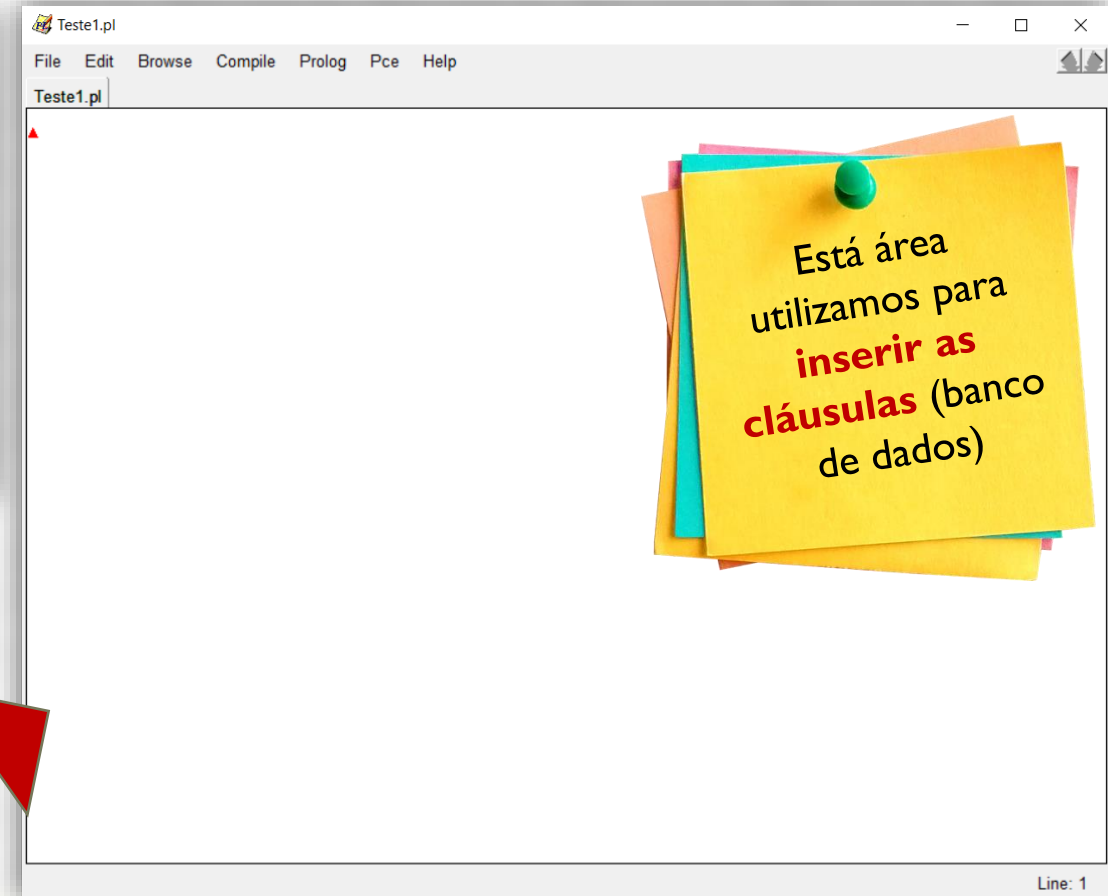 Teste1.pl
File Edit Browse Compile Prolog Pce Help
Teste1.pl
Está área
utilizamos para
inserir as
cláusulas (banco
de dados)
Line: 1